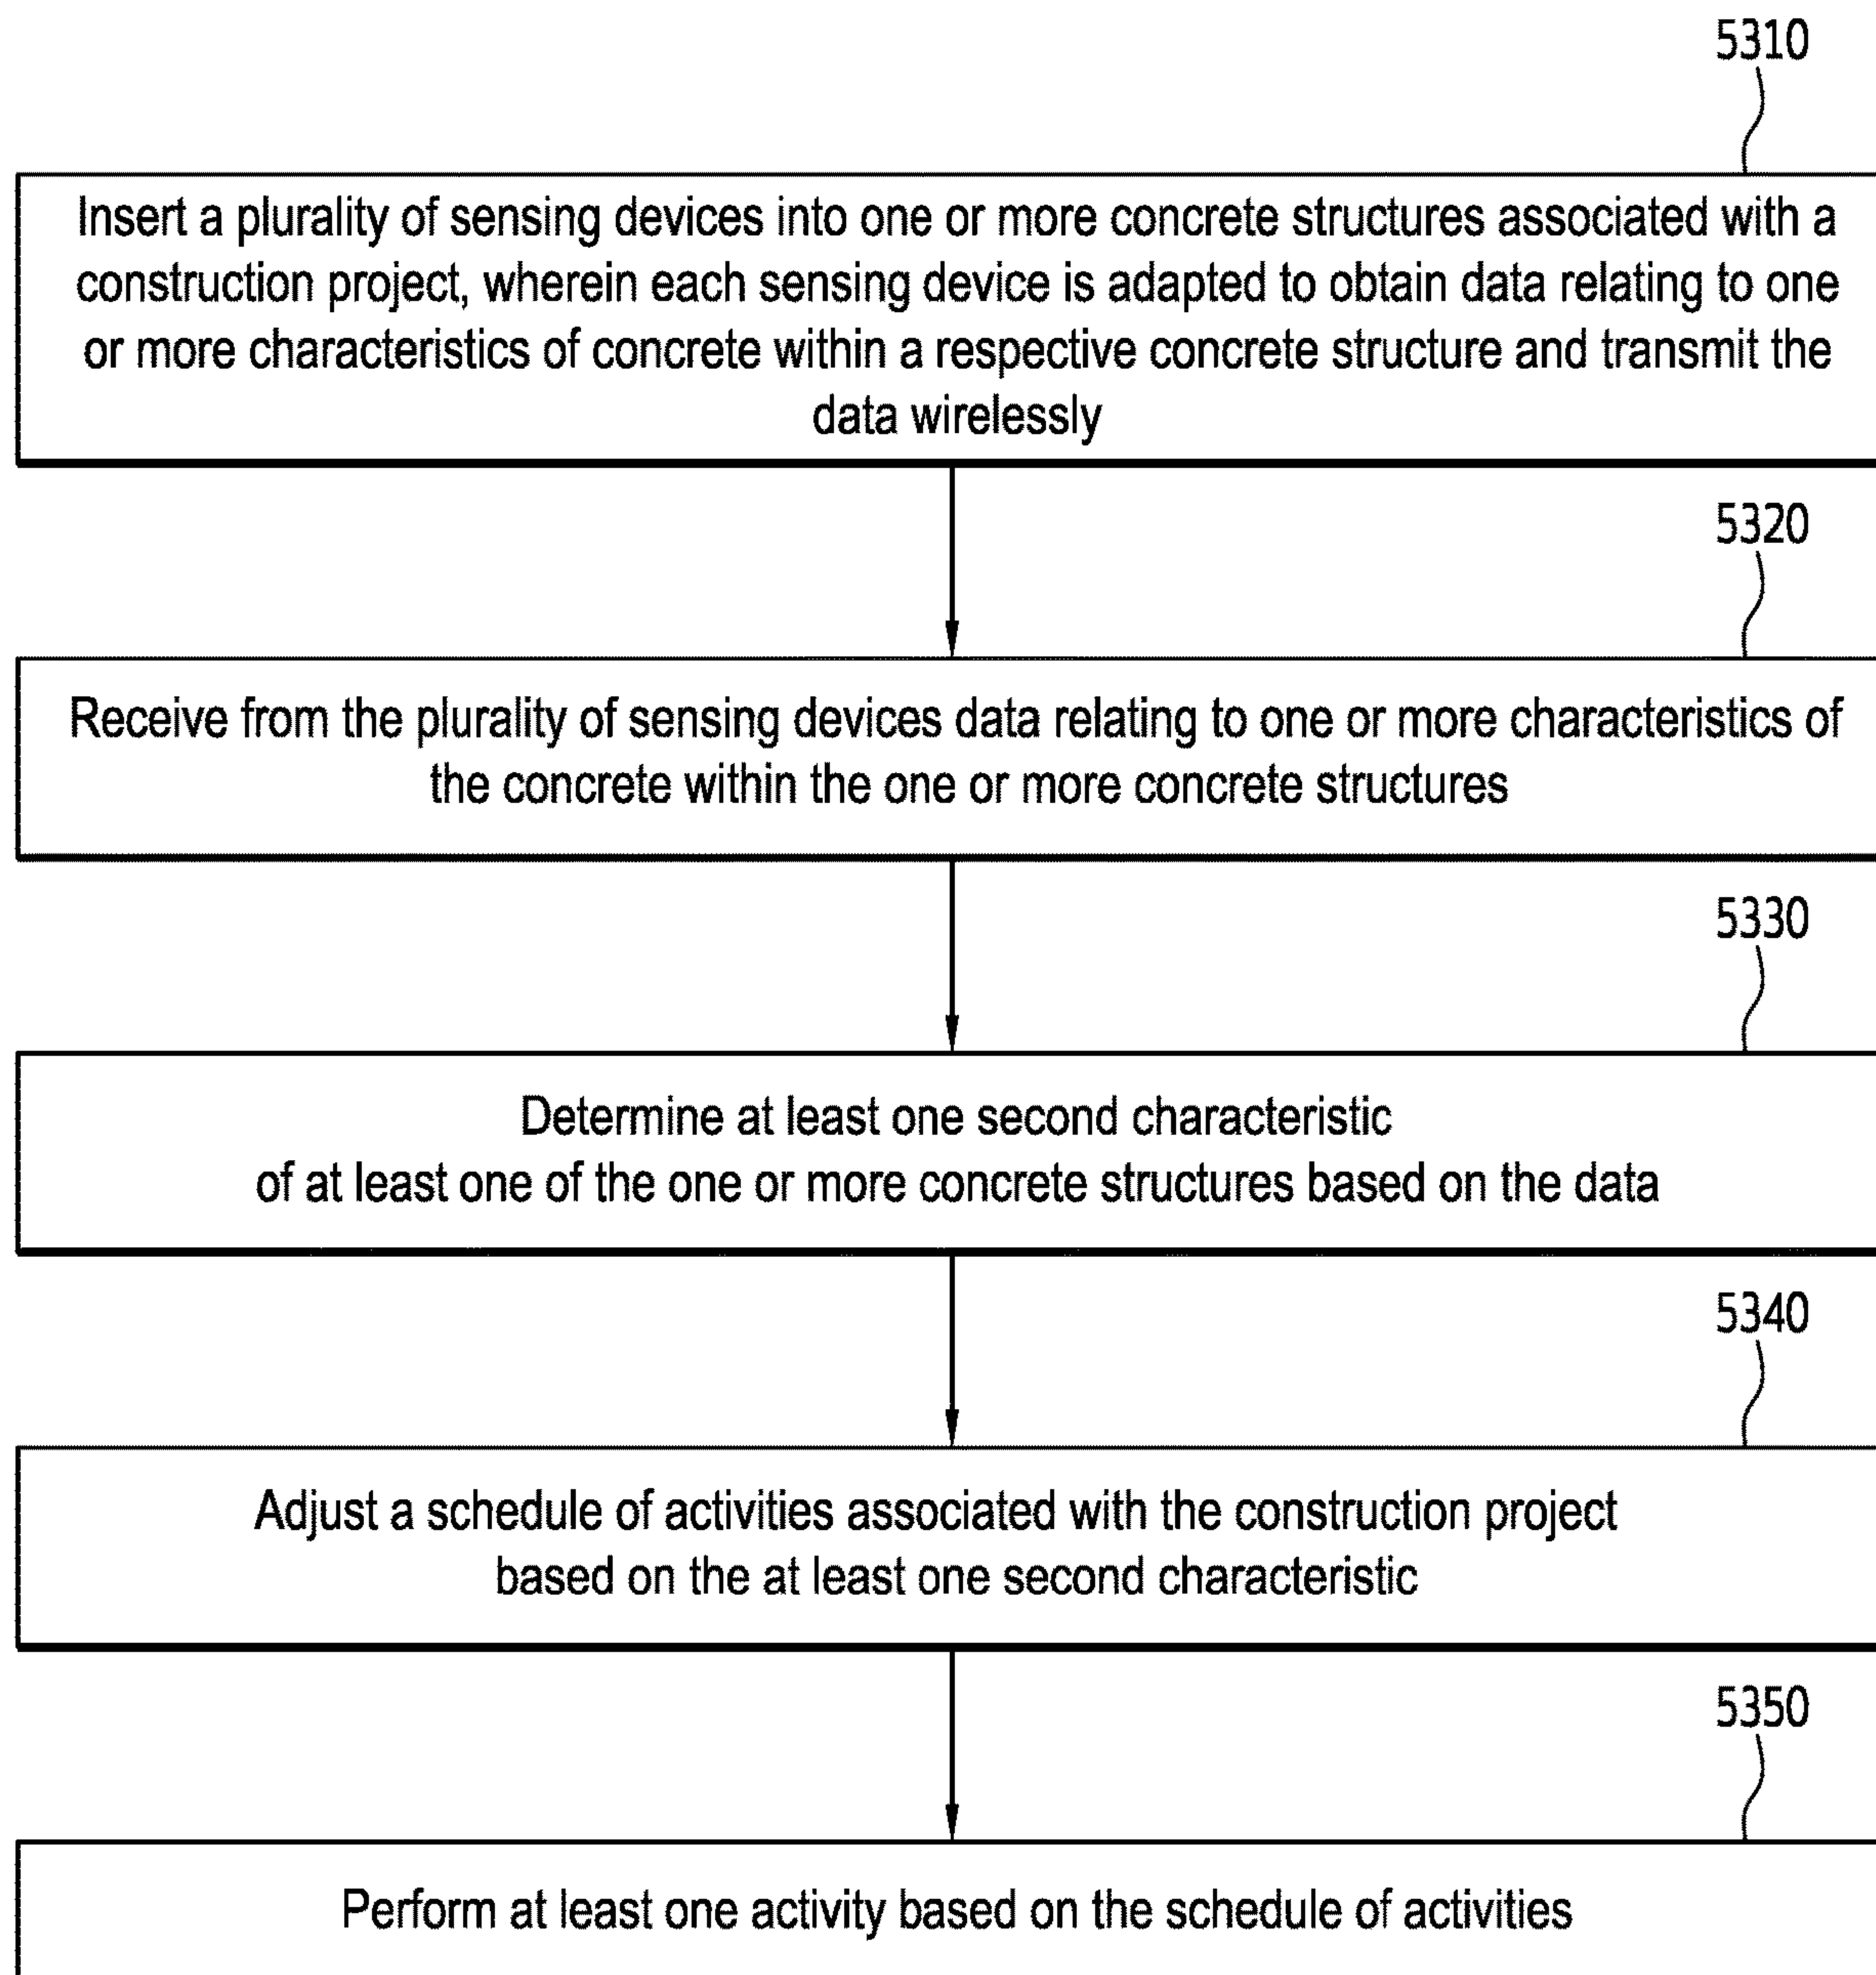 5310
Insert a plurality of sensing devices into one or more concrete structures associated with a
construction project, wherein each sensing device is adapted to obtain data relating to one
or more characteristics of concrete within a respective concrete structure and transmit the
data wirelessly
5320
Receive from the plurality of sensing devices data relating to one or more characteristics of
the concrete within the one or more concrete structures
5330
Determine at least one second characteristic
of at least one of the one or more concrete structures based on the data
5340
Adjust a schedule of activities associated with the construction project
based on the at least one second characteristic
5350
Perform at least one activity based on the schedule of activities